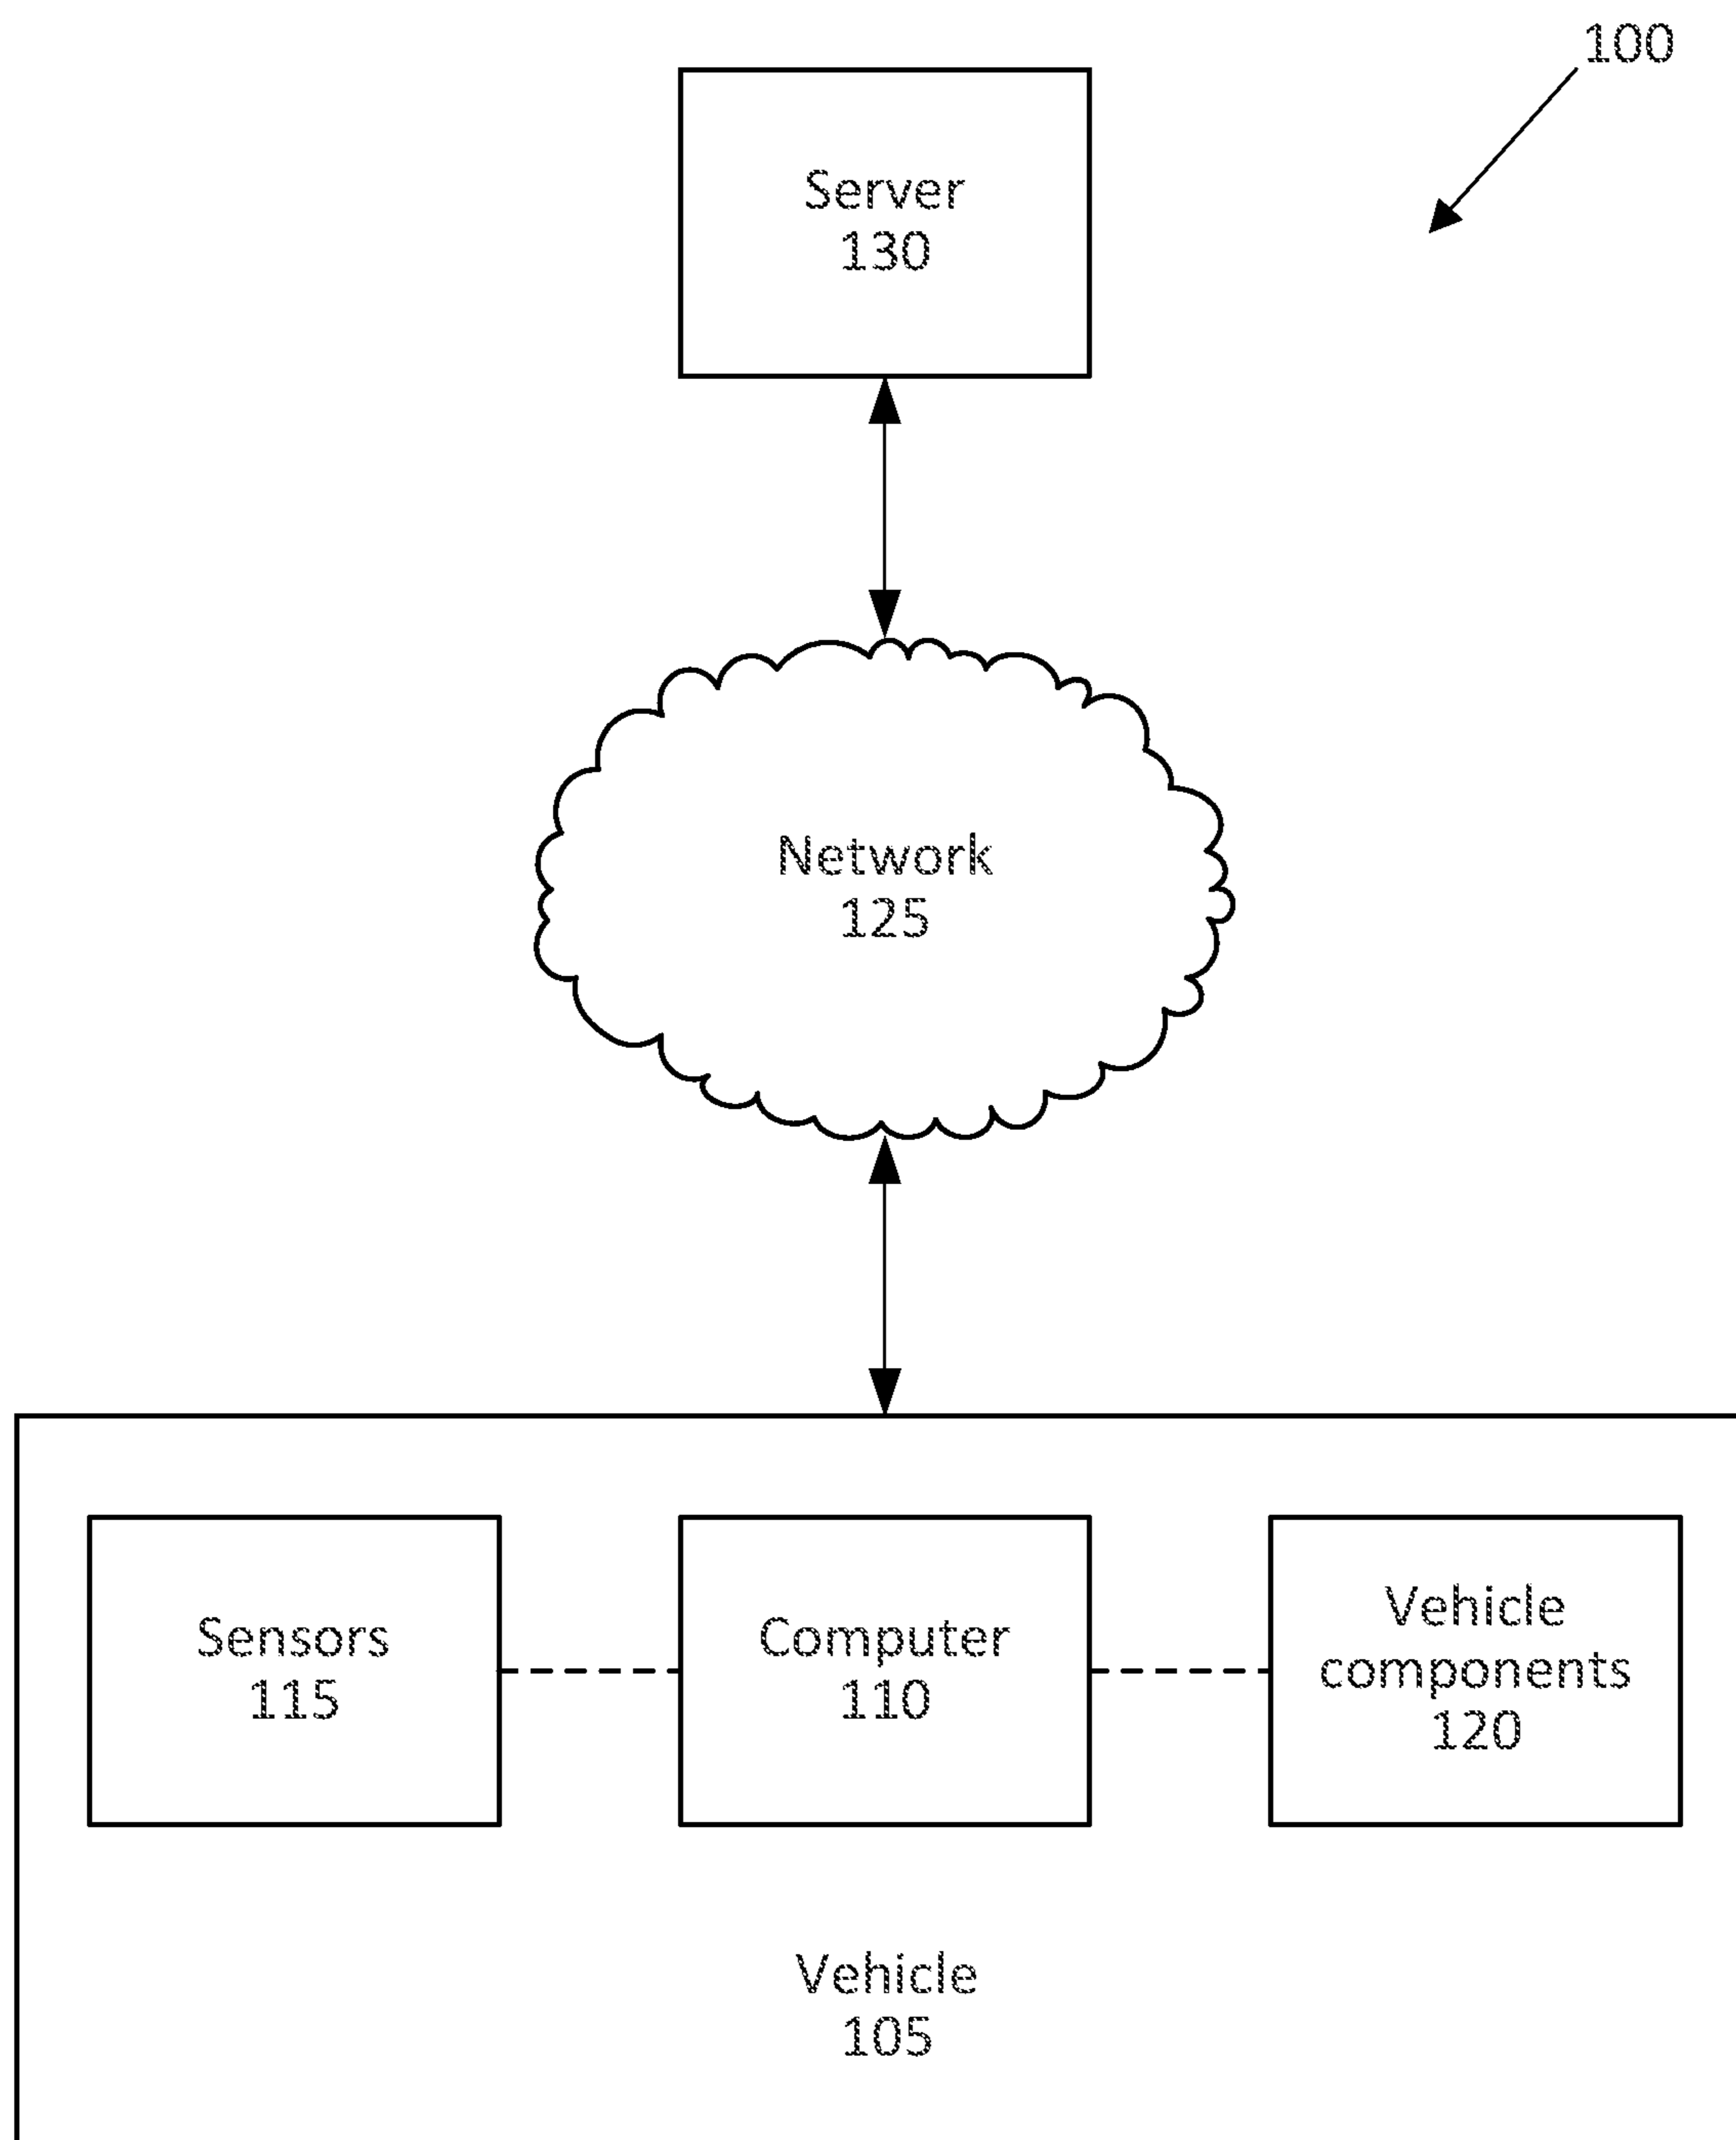 100
Server
130
Network
125
Sensors
115
Computer
110
Vehicle
components
120
Vehicle
105